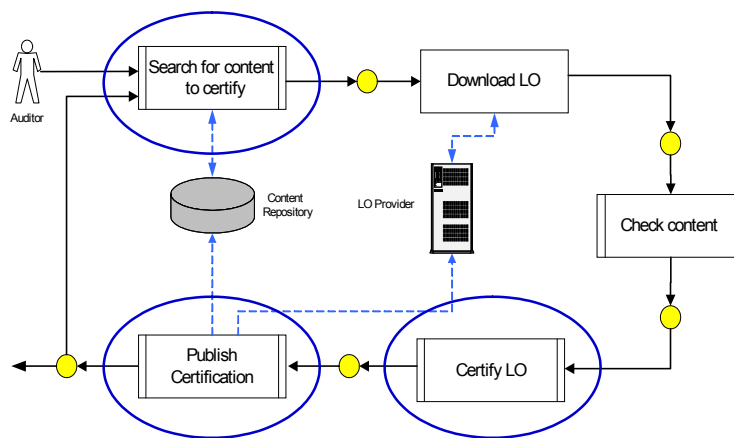 Search for content
to certify
Download LO
Auditor
Content
Repository
LO Provider
Check content
Publish
Certification
Certify LO